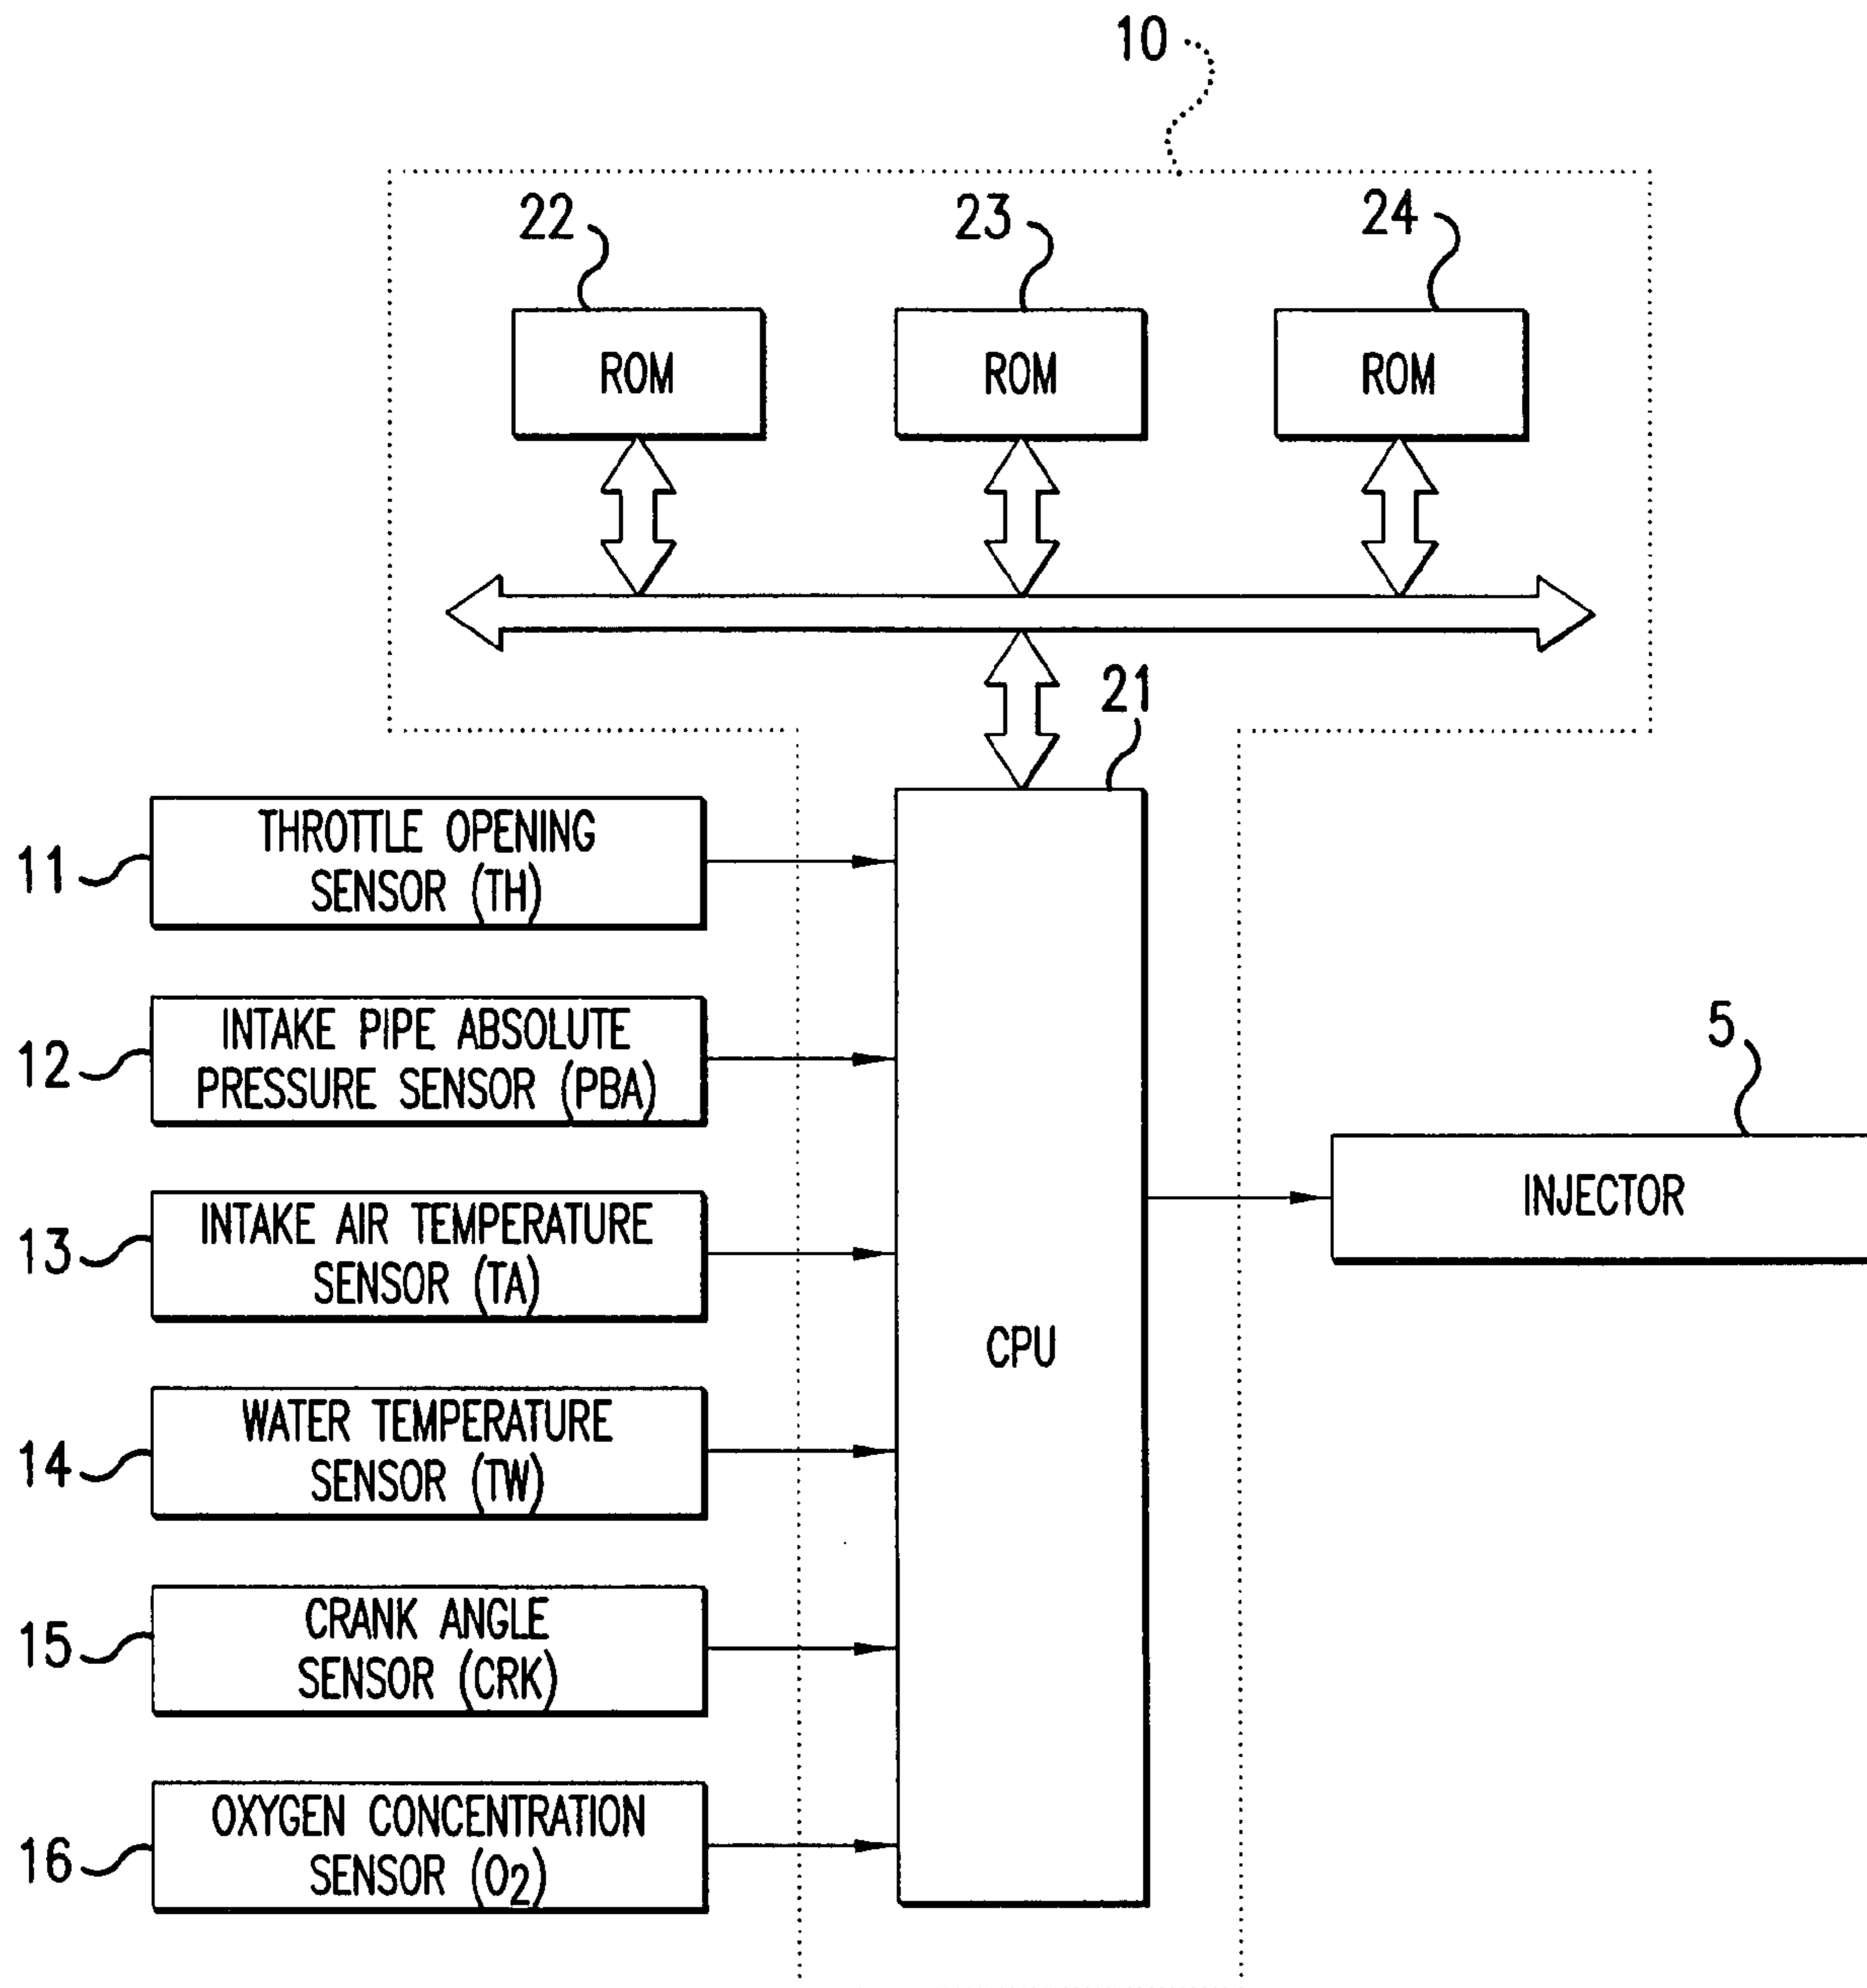 10
22
23
24
ROM
ROM
ROM
21
11
THROTTLE OPENING
SENSOR (TH)
12
INTAKE PIPE ABSOLUTE
PRESSURE SENSOR (PBA)
5
INJECTOR
13
INTAKE AIR TEMPERATURE
SENSOR (TA)
CPU
14
WATER TEMPERATURE
SENSOR (TW)
15
CRANK ANGLE
SENSOR (CRK)
16
OXYGEN CONCENTRATION
SENSOR (O2)